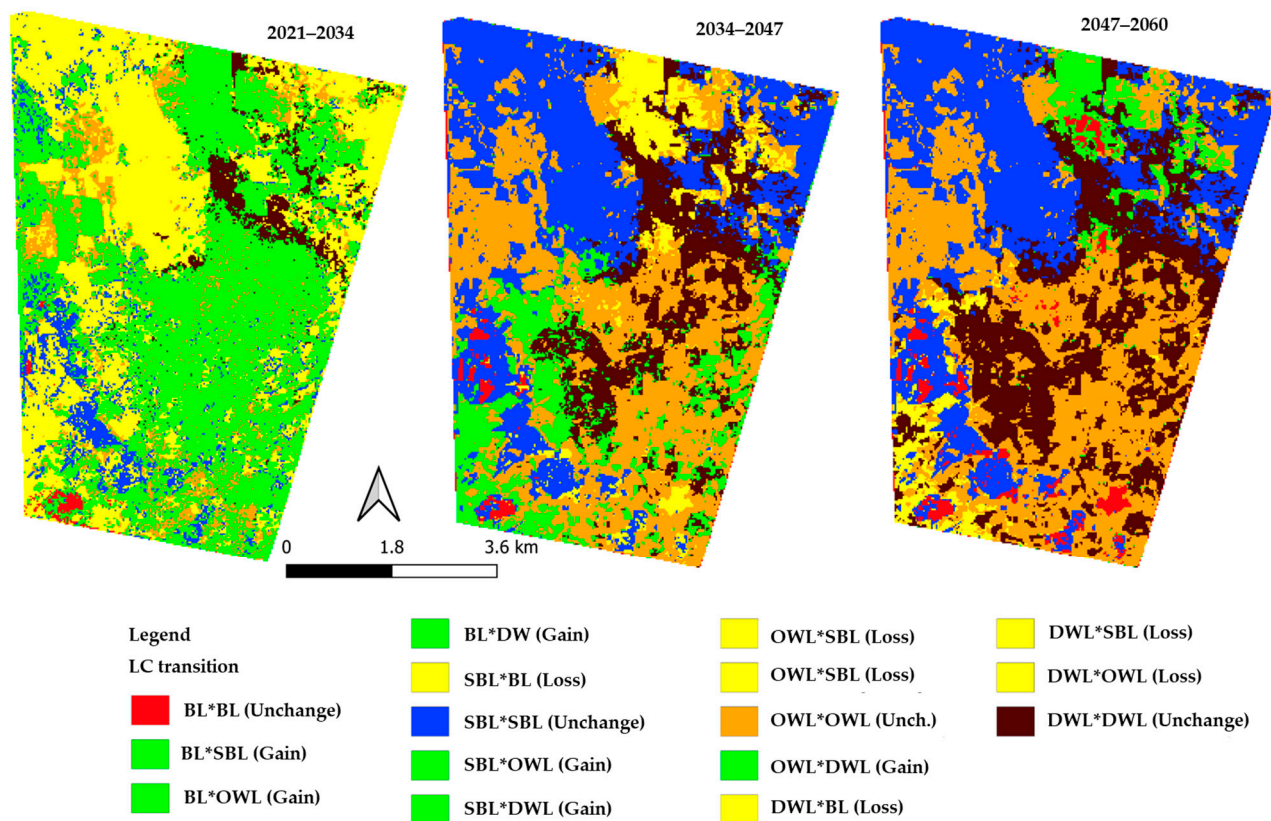 2021–2034
2034–2047
2047–2060
0 1.8 3.6 km
Legend
LC transition
BL*BL (Unchange)
BL*SBL (Gain)
BL*OWL (Gain)
BL*DW (Gain)
SBL*BL (Loss)
SBL*SBL (Unchange)
SBL*OWL (Gain)
SBL*DWL (Gain)
OWL*SBL (Loss)
OWL*SBL (Loss)
OWL*OWL (Unch.)
OWL*DWL (Gain)
DWL*BL (Loss)
DWL*SBL (Loss)
DWL*OWL (Loss)
DWL*DWL (Unchange)